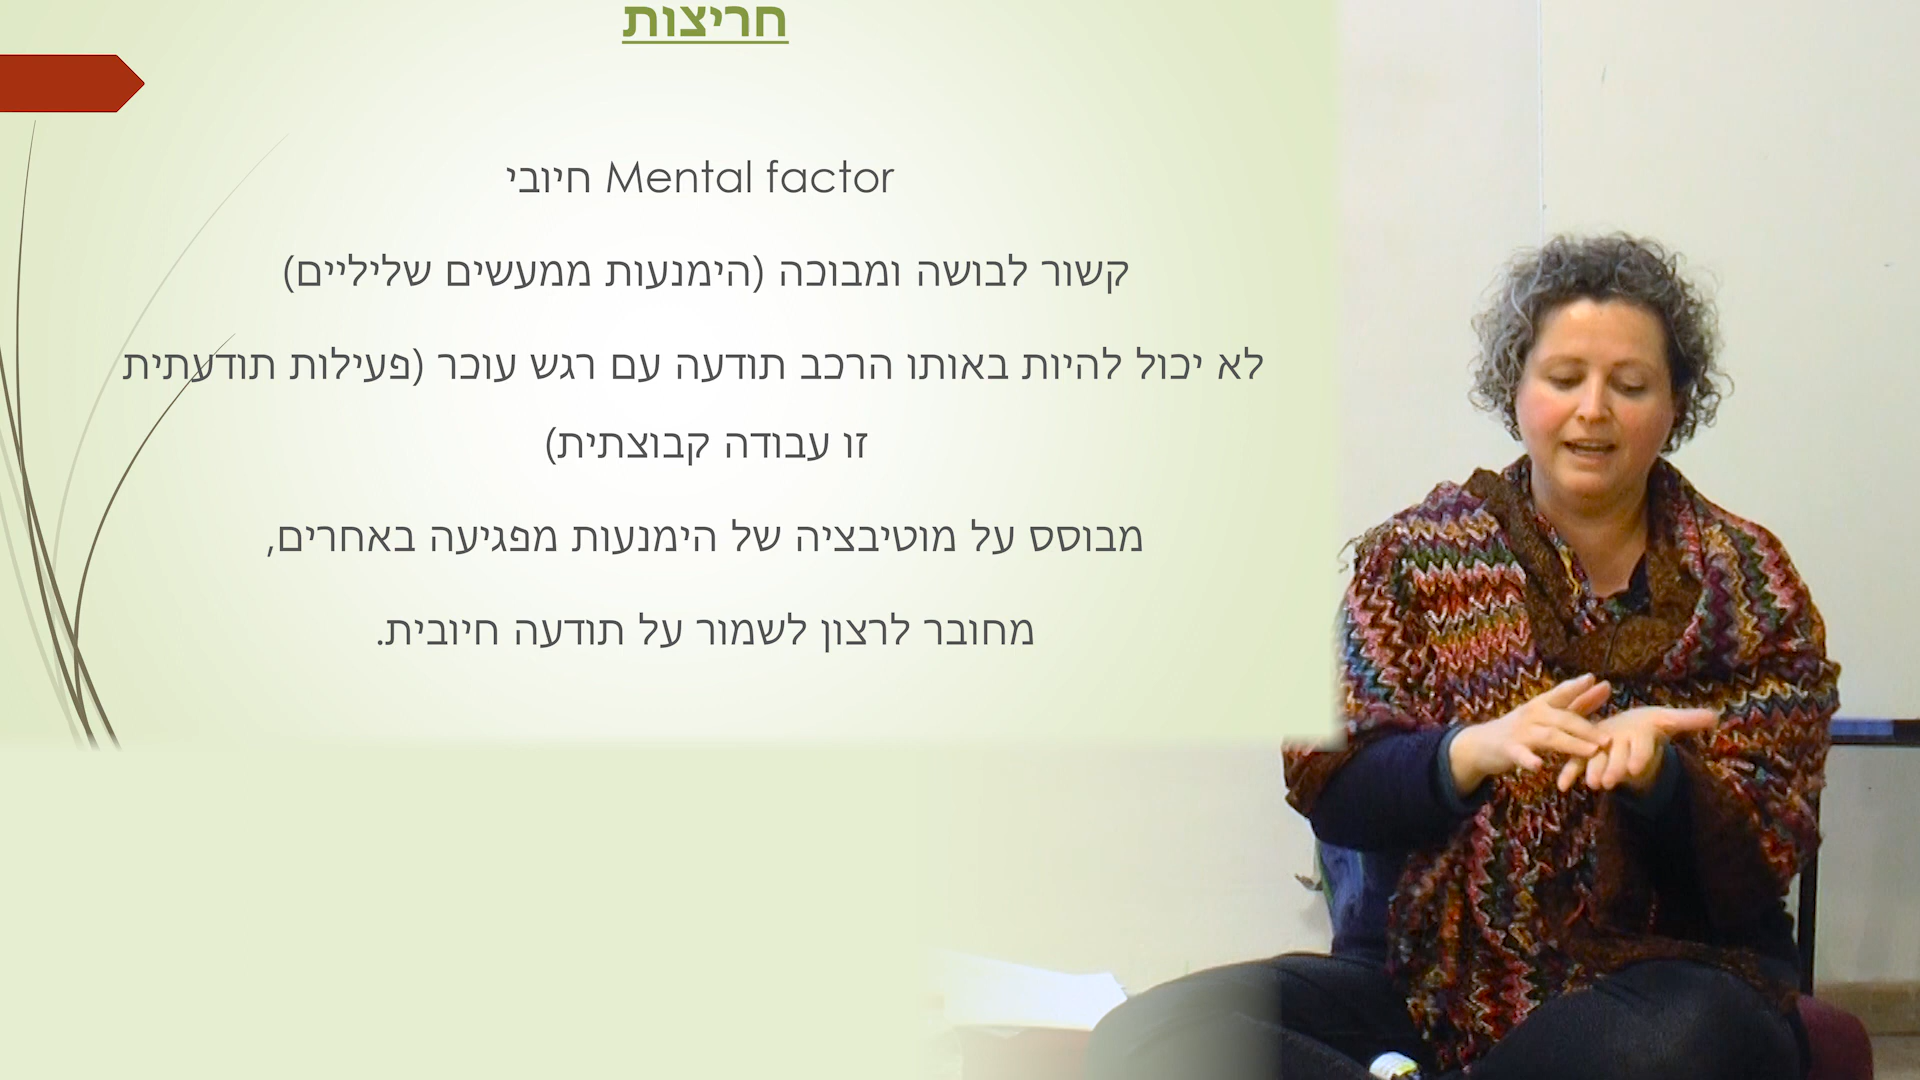 חריצות
Mental factor חיובי
קשור לבושה ומבוכה (הימנעות ממעשים שליליים)
לא יכול להיות באותו הרכב תודעה עם רגש עוכר (פעילות תודעתית
זו עבודה קבוצתית)
מבוסס על מוטיבציה של הימנעות מפגיעה באחרים,
מחובר לרצון לשמור על תודעה חיובית.